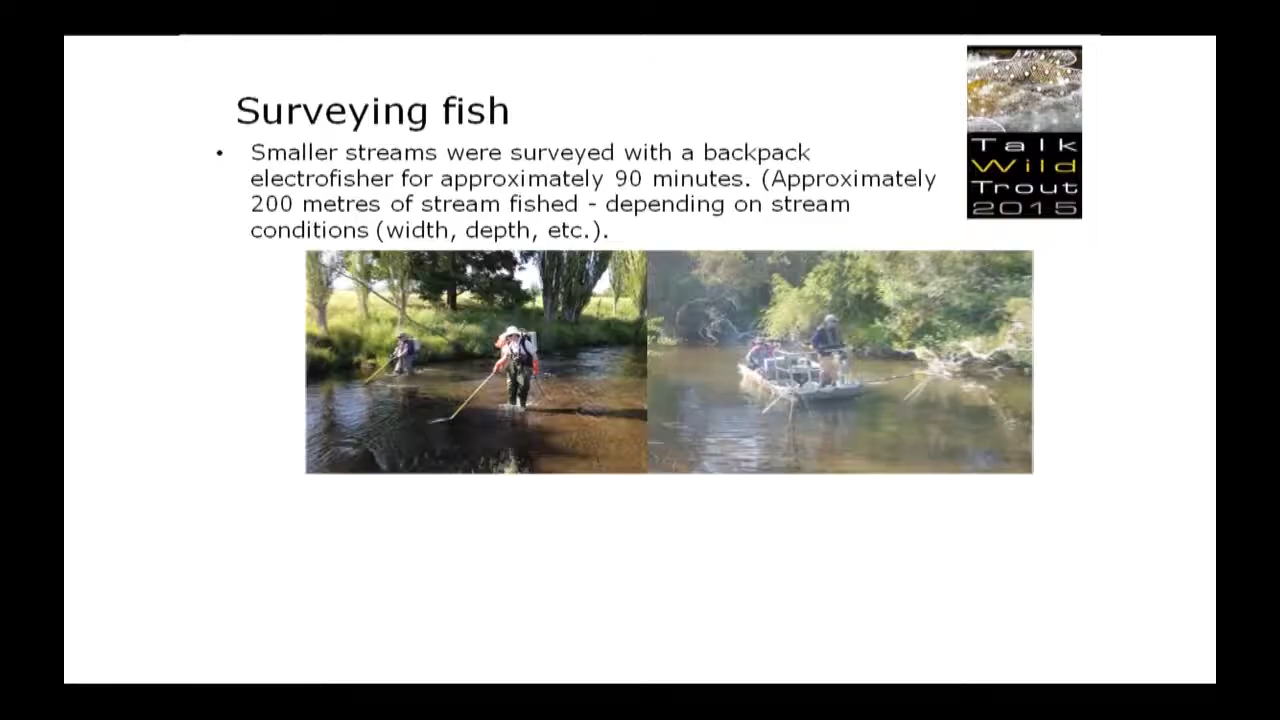 Surveying fish
• Smaller streams were surveyed with a backpack
electrofisher for approximately 90 minutes. (Approximately
200 metres of stream fished - depending on stream
conditions (width, depth, etc.).
Talk
Wild
Trout
2015